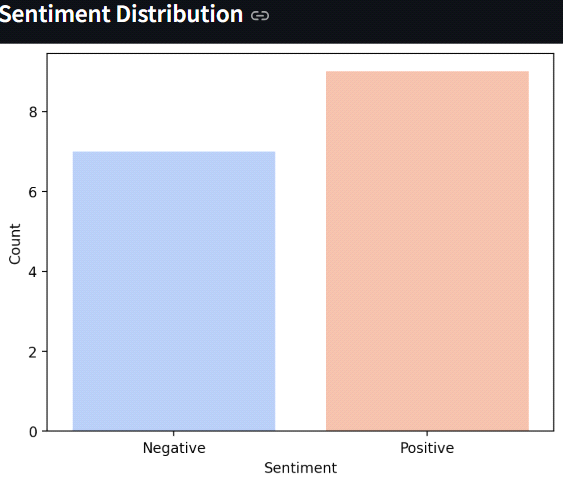 Sentiment Distribution
8
6
4
2
0
Count
Negative Positive
Sentiment